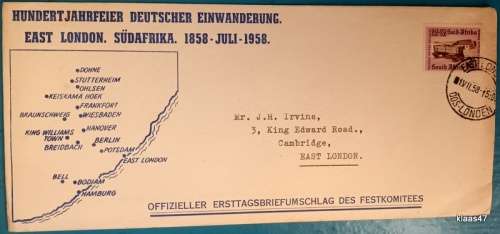 HUNDERTJAHRFEIER DEUTSCHER EINWANDERUNG.
EAST LONDON. SÜDAFRIKA. 1858-JULI-1958.
DOHNE
STUTTERHEIM
OHLSEN
KEISKAMA HOEK
FRANKFORT
BRAUNSCHWEIG
WIESBADEN
KING WILLIAMS
TOWN
HANOVER
BERLIN
BREIDBACH
POTSDAM
EAST LONDON
BELL
BODIAM
HAMBURG
Suid-Afrika
South Africa
OOS-LONDEN
Mr. J.H. Irvine,
3, King Edward Road.,
Cambridge,
EAST LONDON.
OFFIZIELLER ERSTTAGSBRIEFUMSCHLAG DES FESTKOMITEES
klaas47